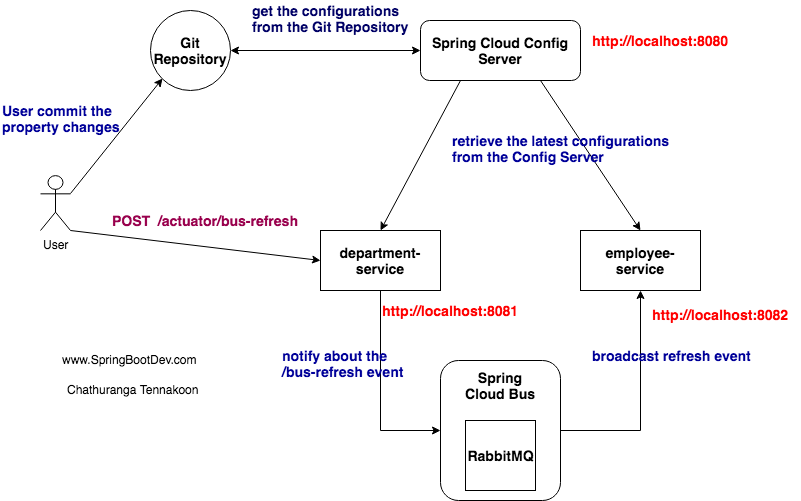 get the configurations
from the Git Repository
Git
Repository
Spring Cloud Config
Server
http://localhost:8080
User commit the
property changes
retrieve the latest configurations
from the Config Server
POST /actuator/bus-refresh
User
department-
service
employee-
service
http://localhost:8081
http://localhost:8082
notify about the
/bus-refresh event
broadcast refresh event
www.SpringBootDev.com
Chathuranga Tennakoon
Spring
Cloud Bus
RabbitMQ